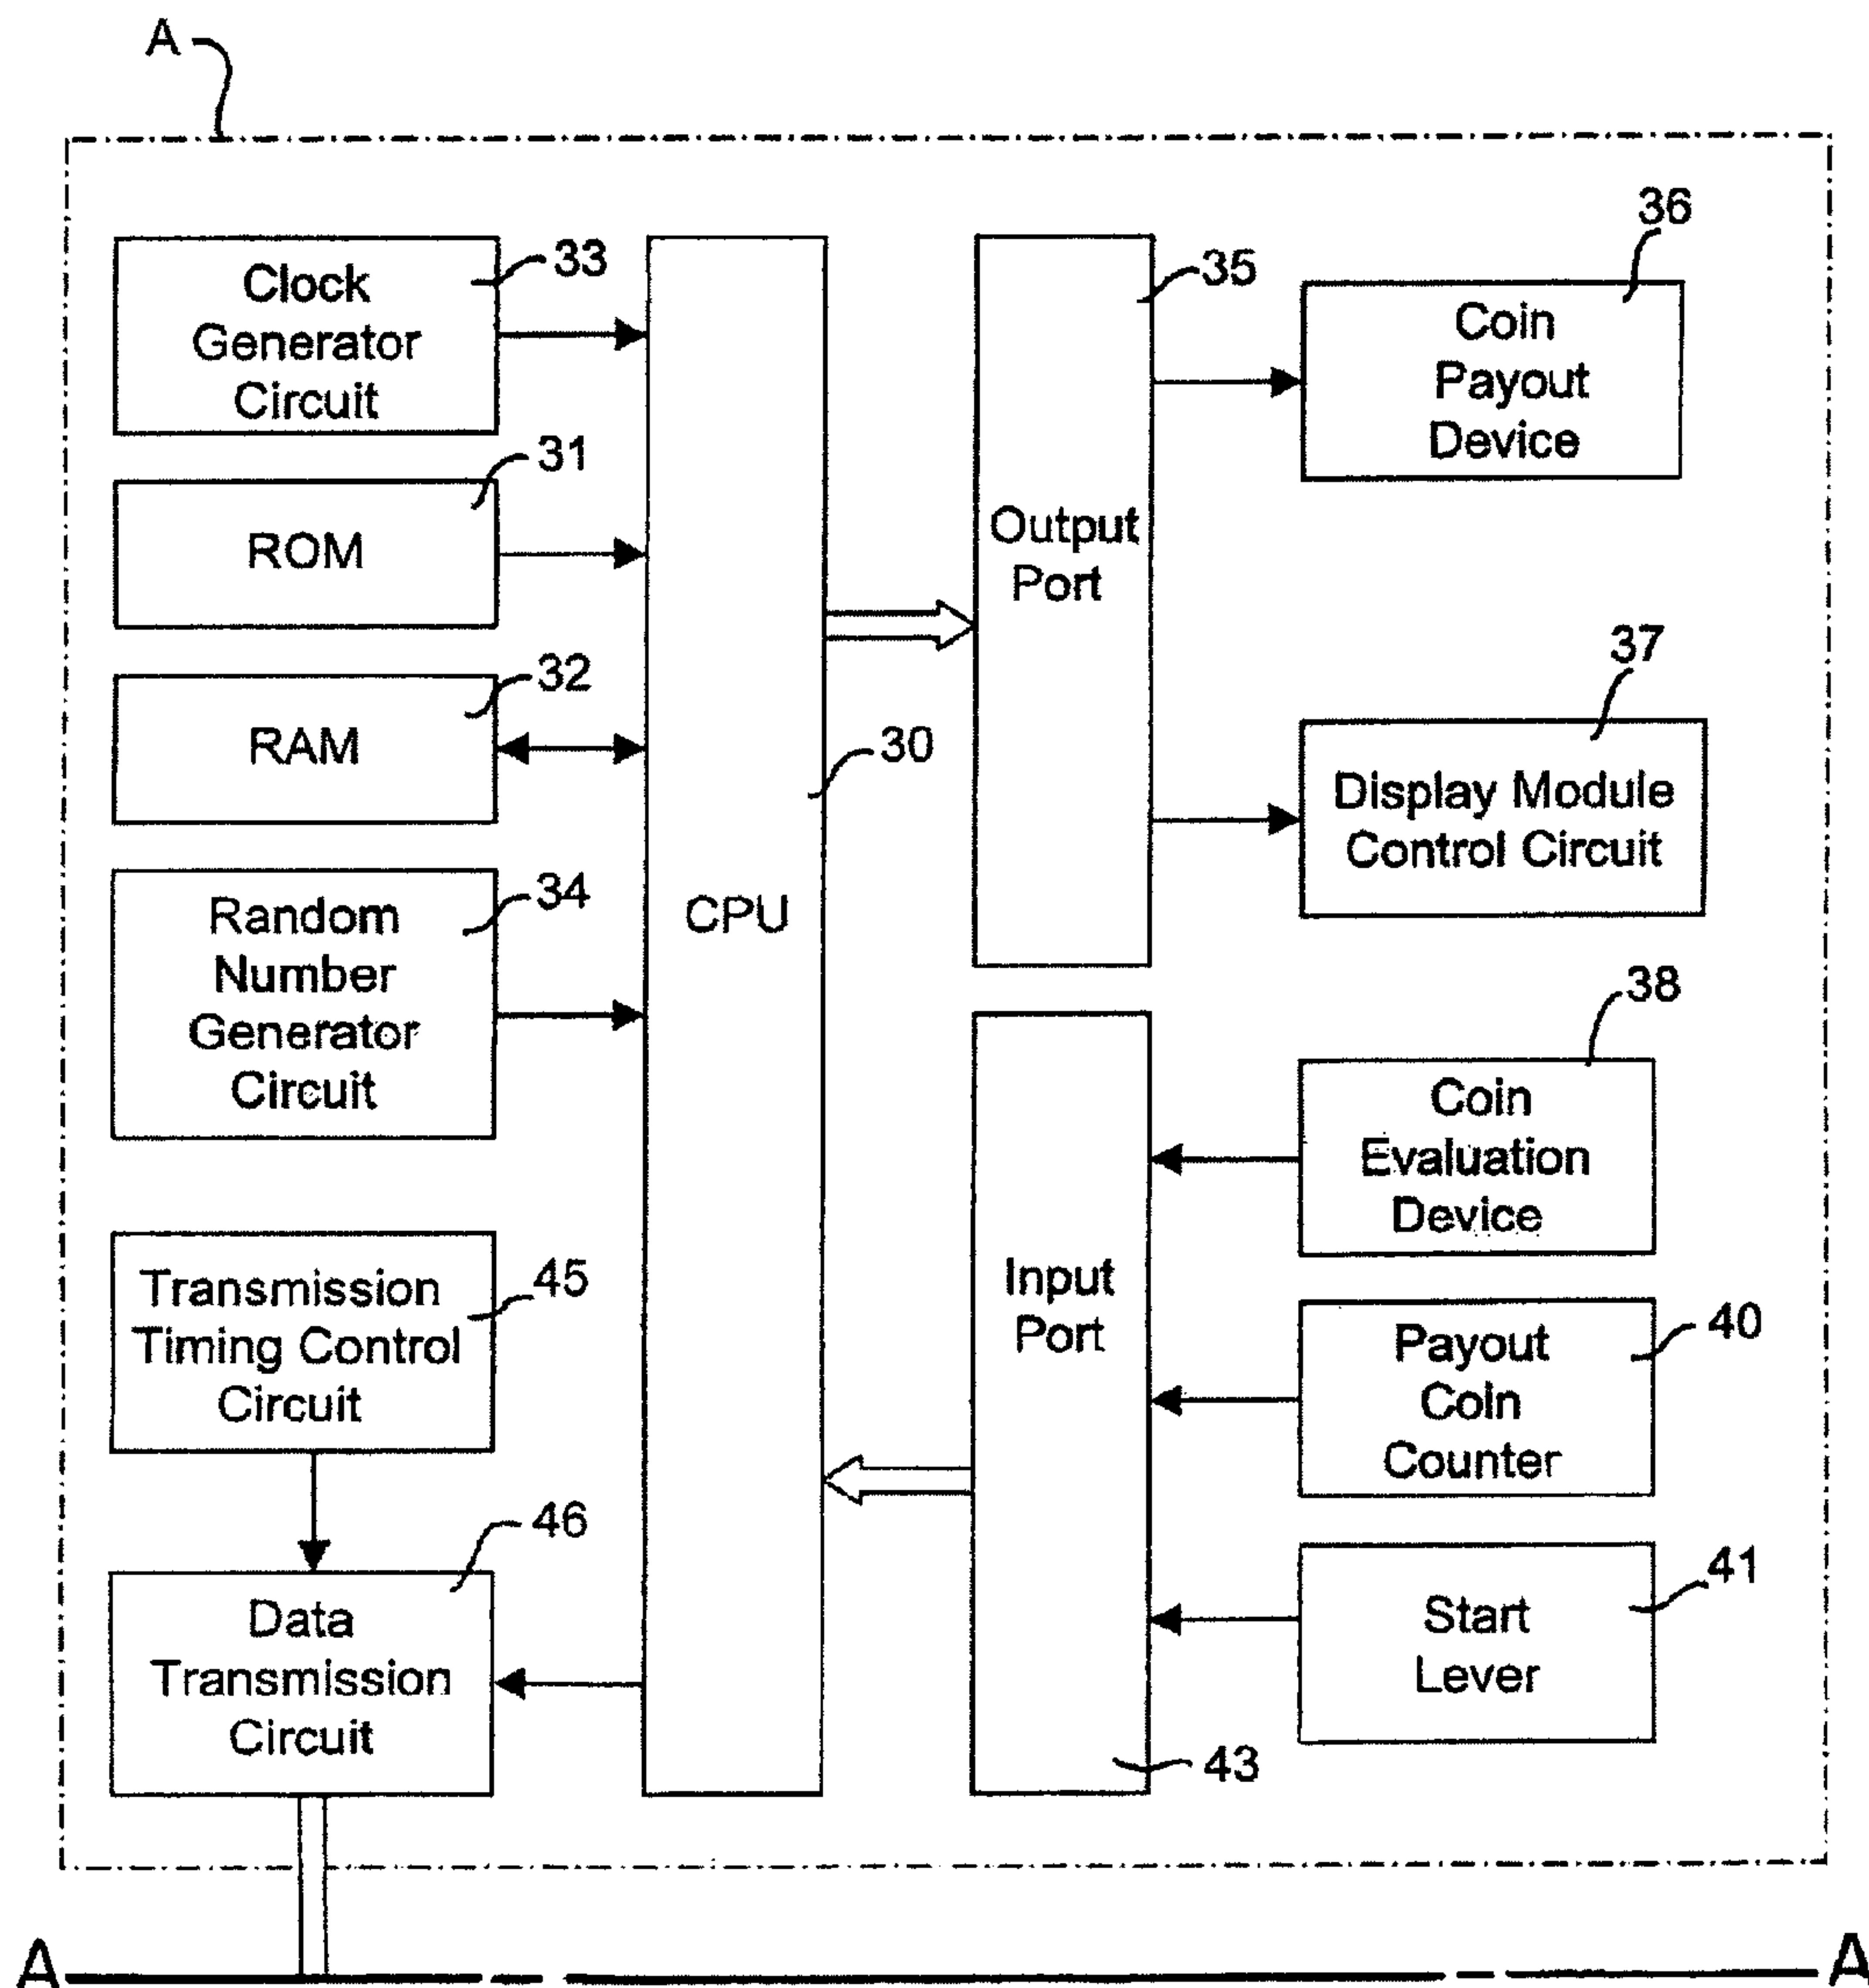 A
Clock
Generator
Circuit
33
ROM
31
RAM
32
Random
Number
Generator
Circuit
34
Transmission
Timing Control
Circuit
45
Data
Transmission
Circuit
46
CPU
30
Output
Port
35
Coin
Payout
Device
36
Display Module
Control Circuit
37
Input
Port
43
Coin
Evaluation
Device
38
Payout
Coin
Counter
40
Start
Lever
41
A
A